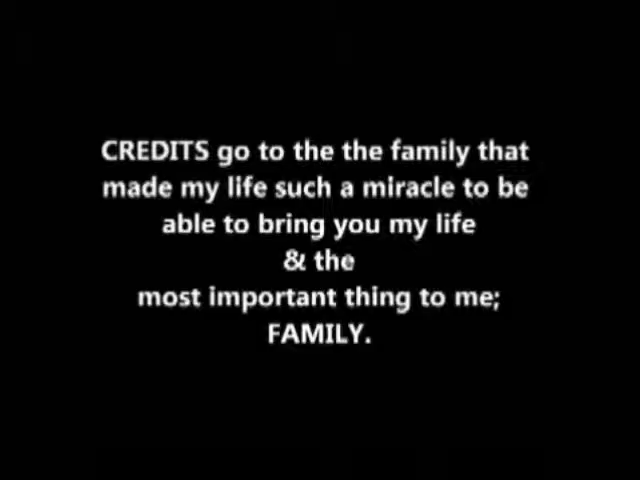 CREDITS go to the the family that
made my life such a miracle to be
able to bring you my life
& the
most important thing to me;
FAMILY.